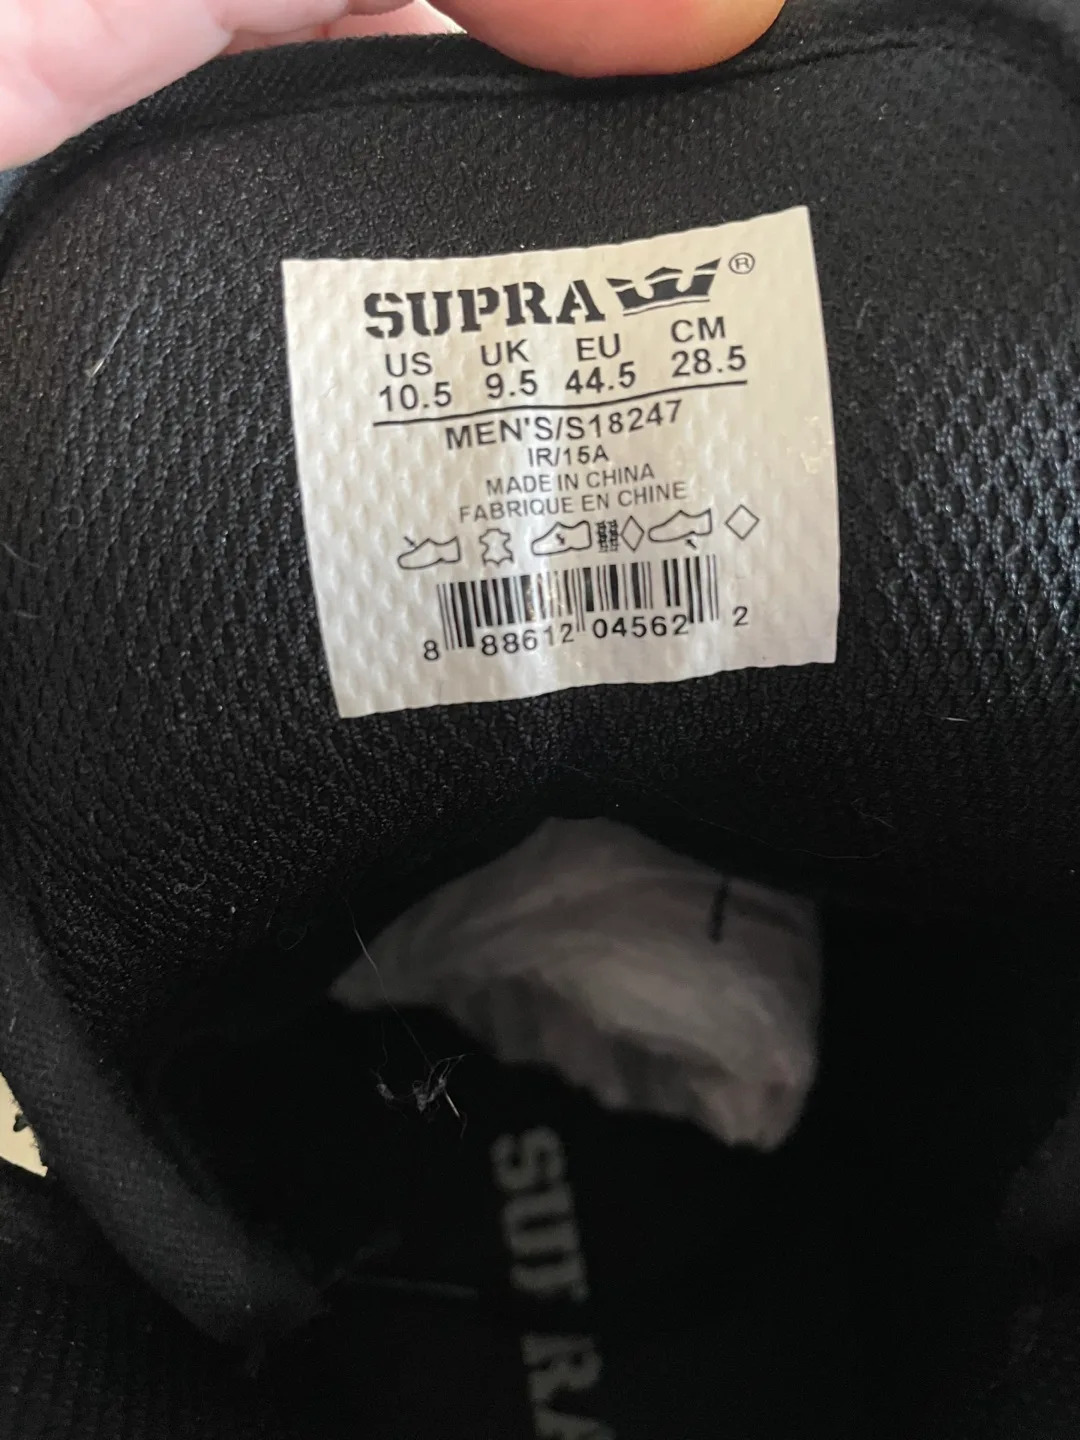 SUPRA ®
US UK EU CM
10.5 9.5 44.5 28.5
MEN'S/S18247
IR/15A
MADE IN CHINA
FABRIQUE EN CHINE
8 88612 04562 2
SUPRA